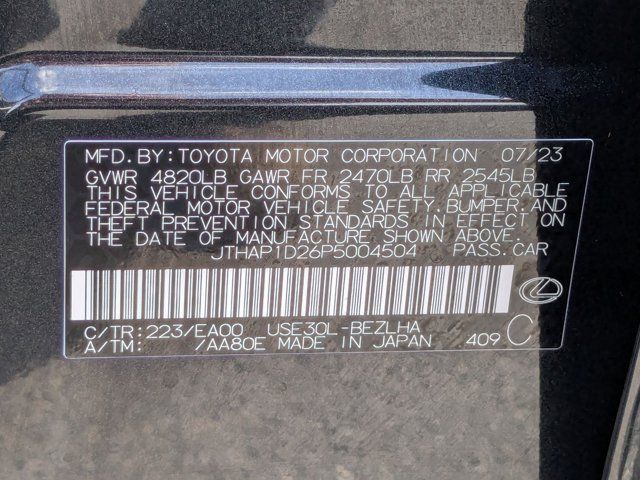 MFD. BY: TOYOTA MOTOR CORPORATION 07/23
GVWR 4820LB GAWR FR 2470LB RR 2545LB
THIS VEHICLE CONFORMS TO ALL APPLICABLE
FEDERAL MOTOR VEHICLE SAFETY, BUMPER, AND
THEFT PREVENTION STANDARDS IN EFFECT ON
THE DATE OF MANUFACTURE SHOWN ABOVE.
JTHAP1D26P5004504 PASS. CAR
C/TR: 223/EA00 USE30L-BEZLHA C
A/TM: /AA80E MADE IN JAPAN 409